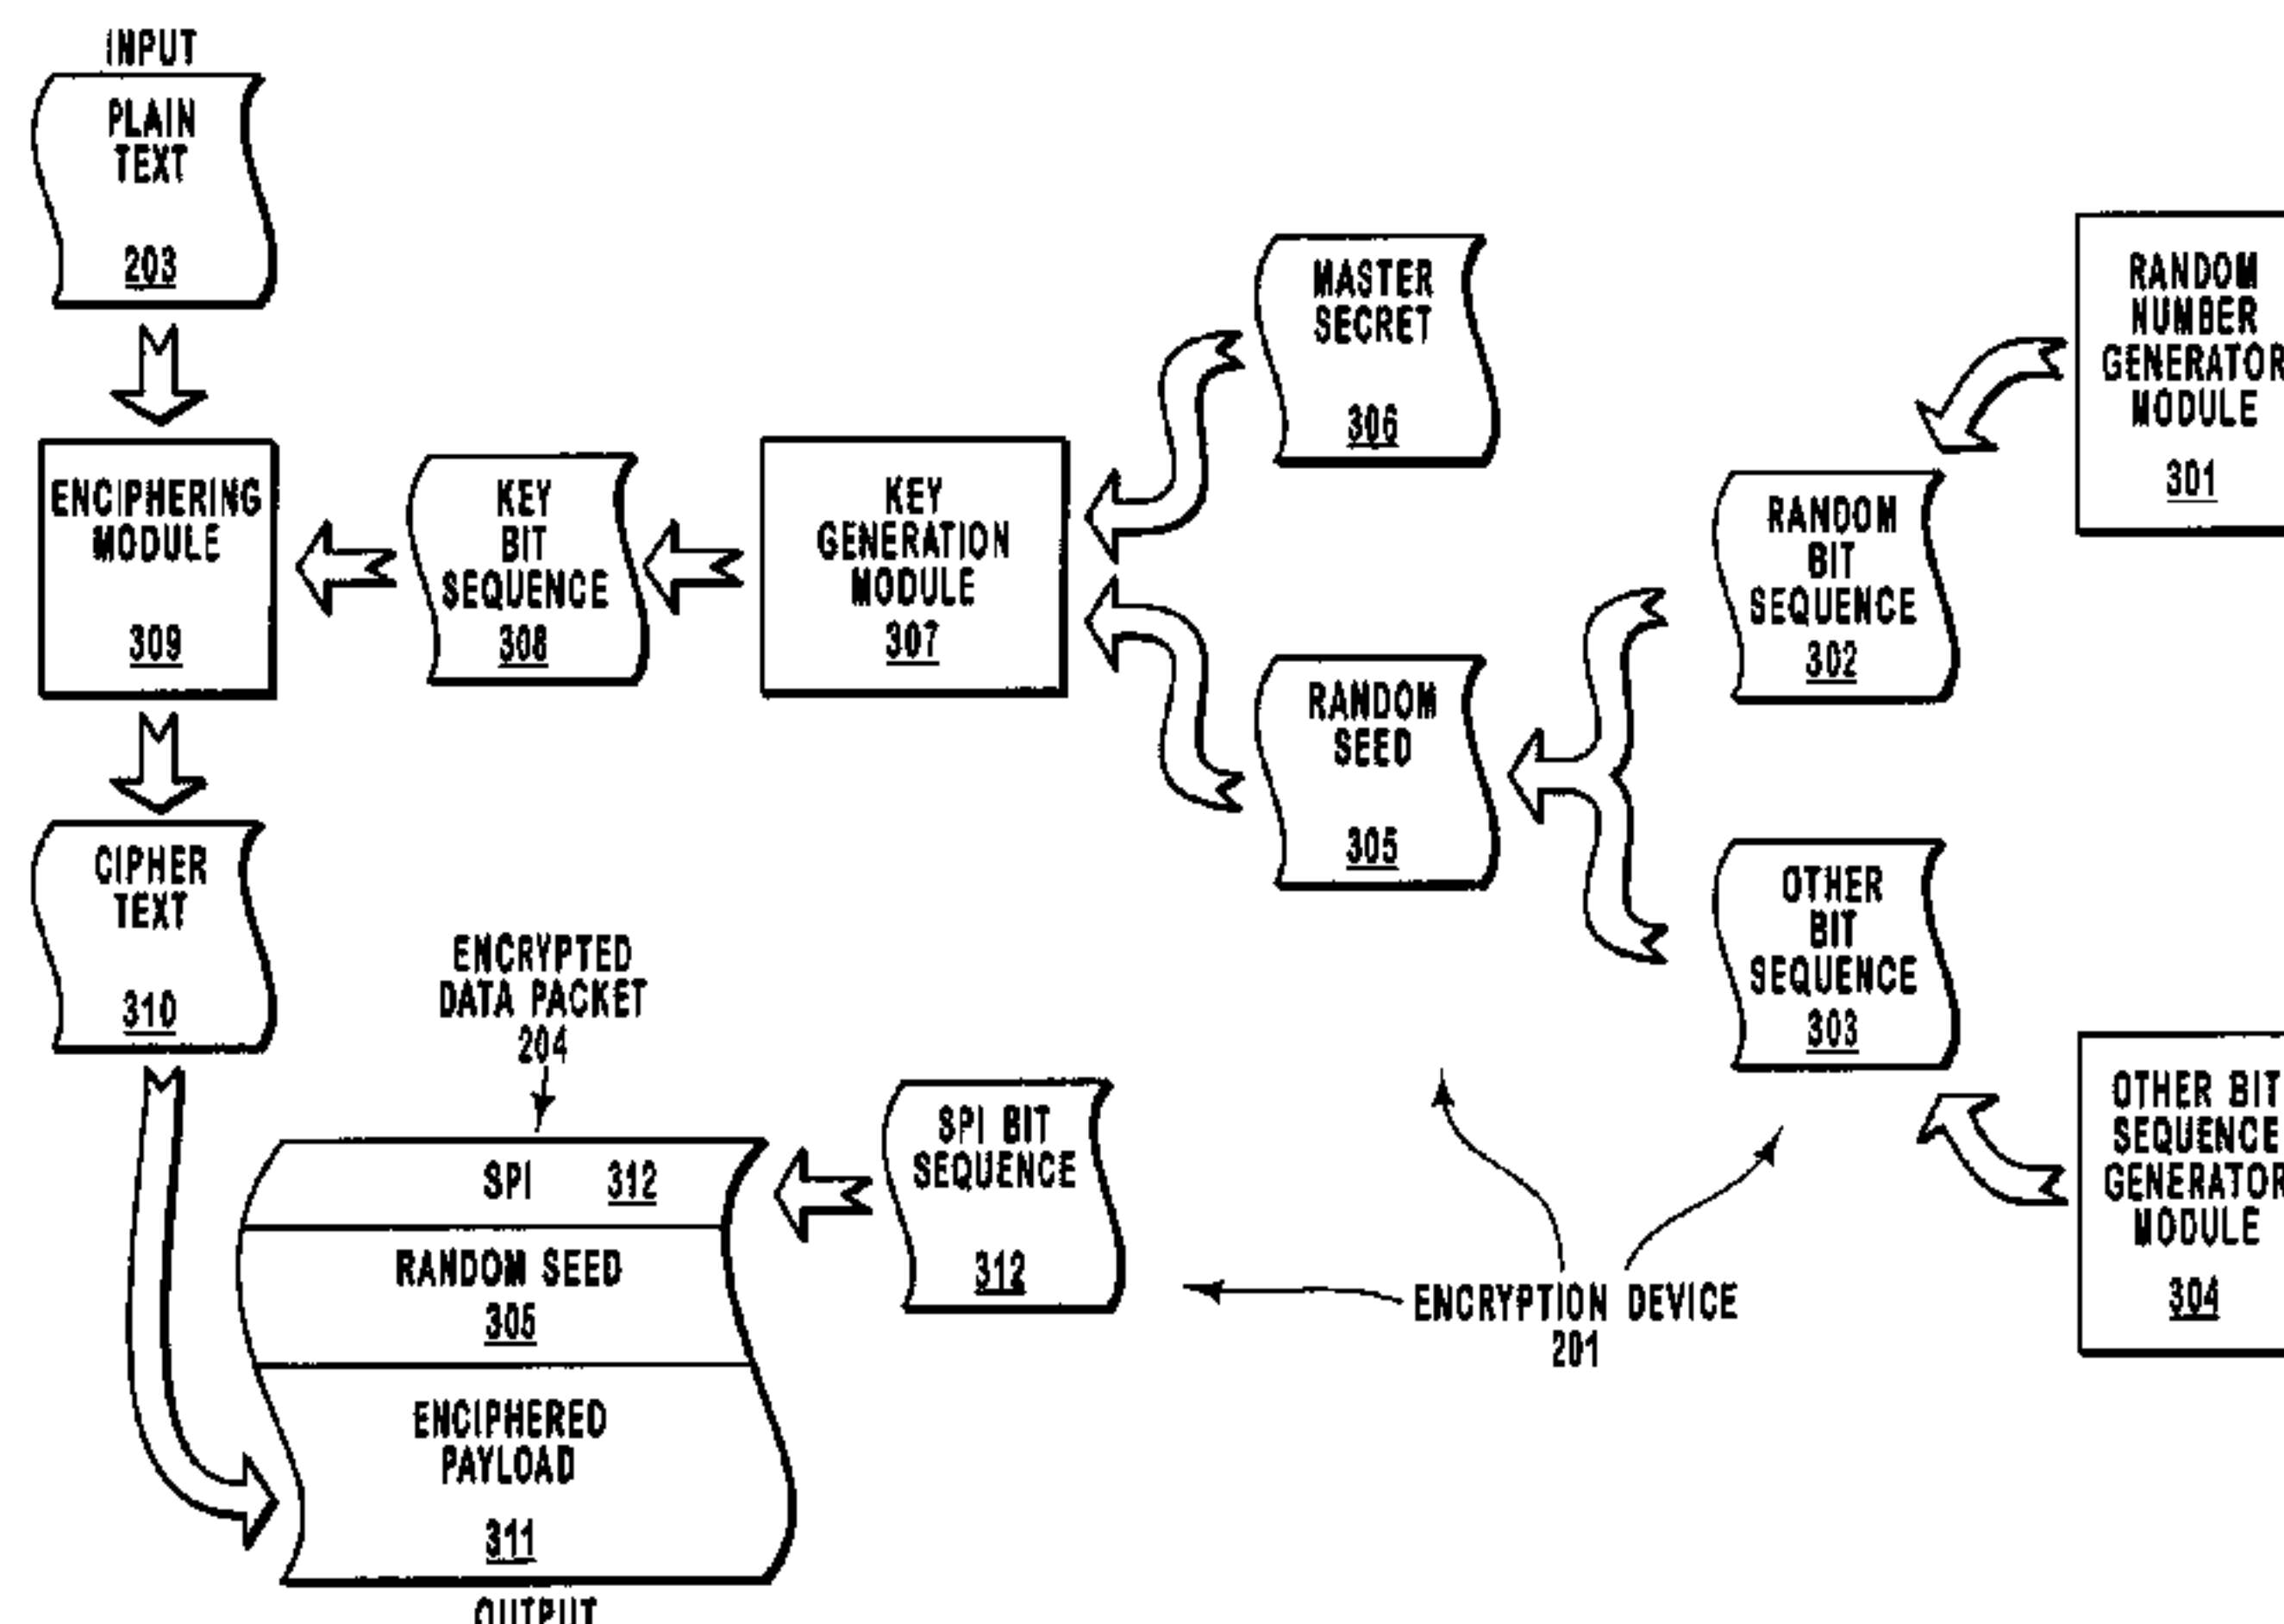 INPUT
PLAIN
TEXT
203
ENCIPHERING
MODULE
309
KEY
BIT
SEQUENCE
308
KEY
GENERATION
MODULE
307
MASTER
SECRET
306
RANDOM
SEED
305
RANDOM
BIT
SEQUENCE
302
RANDOM
NUMBER
GENERATOR
MODULE
301
OTHER
BIT
SEQUENCE
303
OTHER BIT
SEQUENCE
GENERATOR
MODULE
304
CIPHER
TEXT
310
ENCRYPTED
DATA PACKET
204
SPI 312
RANDOM SEED
305
ENCIPHERED
PAYLOAD
311
OUTPUT
SPI BIT
SEQUENCE
312
ENCRYPTION DEVICE
201